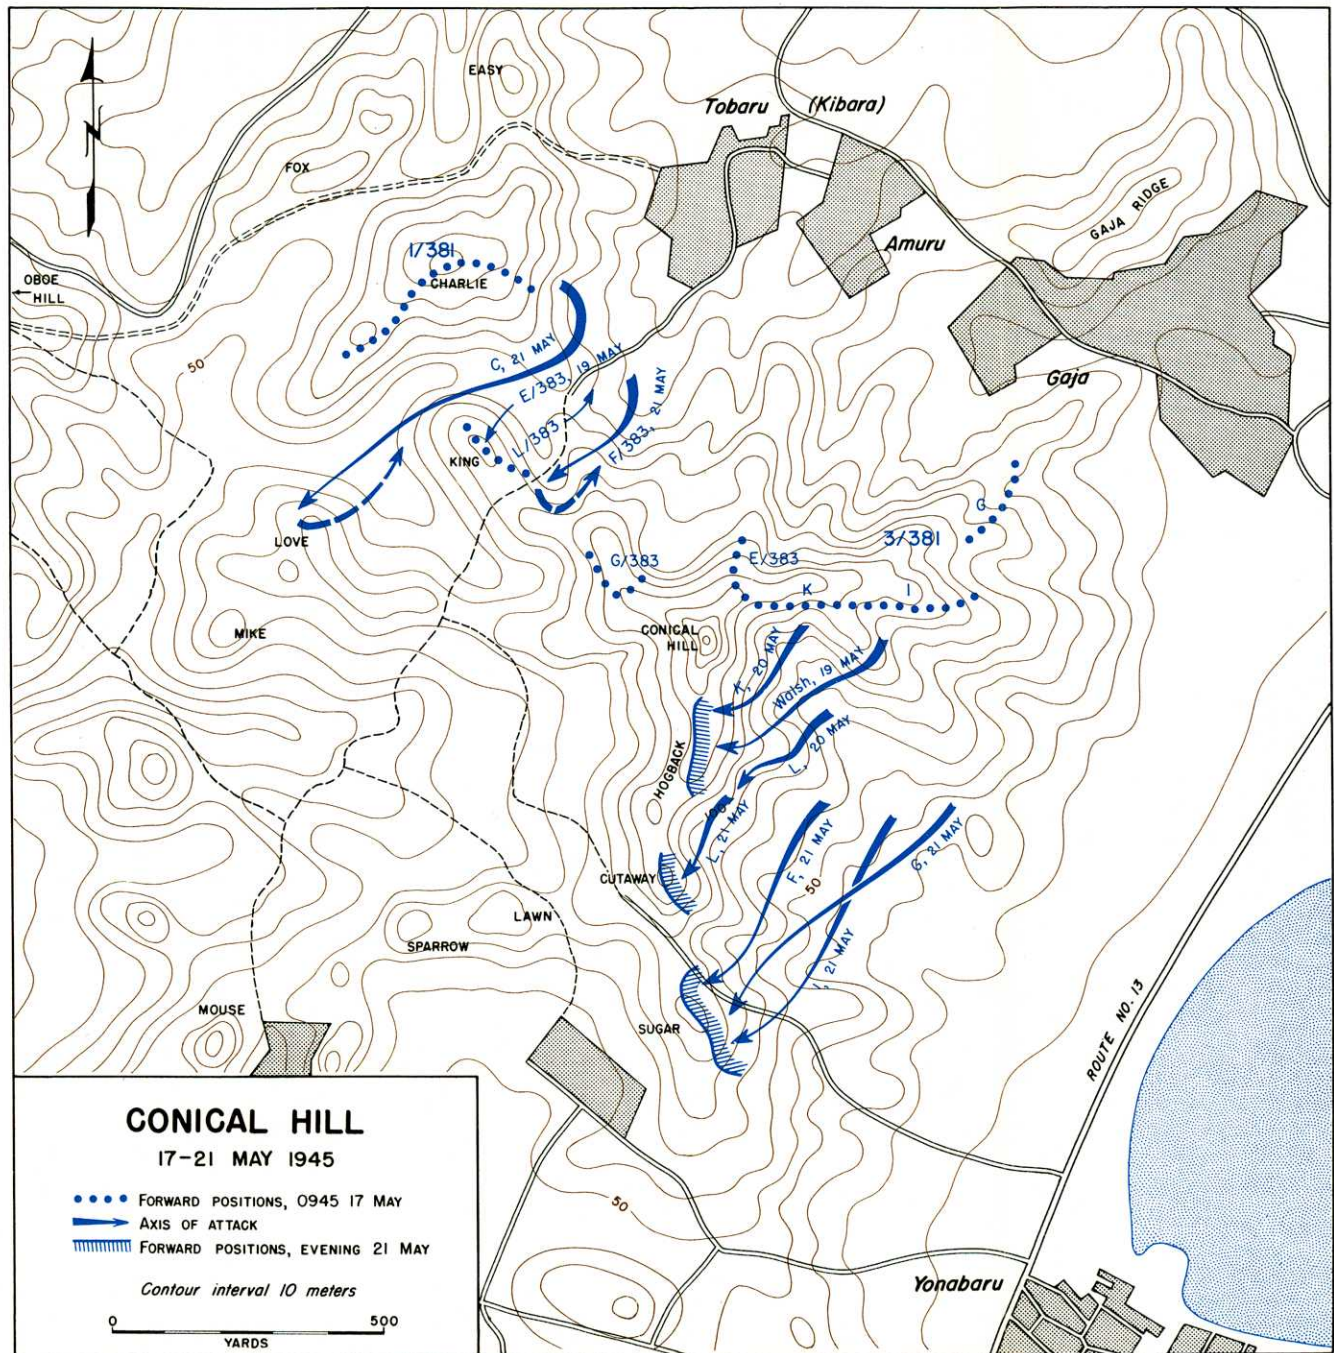 EASY
Tobaru
(Kibara)
FOX
GAJA RIDGE
N
Amuru
1/381
CHARLIE
OBOE
HILL
50
C, 21 MAY
E/383, 19 MAY
L/383
F/383, 21 MAY
Gaja
KING
G
LOVE
3/381
G/383
E/383
K
I
MIKE
CONICAL
HILL
K, 20 MAY
Walsh, 19 MAY
L, 20 MAY
HOGBACK
100
L, 21 MAY
F, 21 MAY
50
G, 21 MAY
CUTAWAY
LAWN
SPARROW
I, 21 MAY
MOUSE
SUGAR
ROUTE NO. 13
CONICAL HILL
17-21 MAY 1945
FORWARD POSITIONS, 0945 17 MAY
AXIS OF ATTACK
FORWARD POSITIONS, EVENING 21 MAY
Contour interval 10 meters
0 500
YARDS
50
Yonabaru